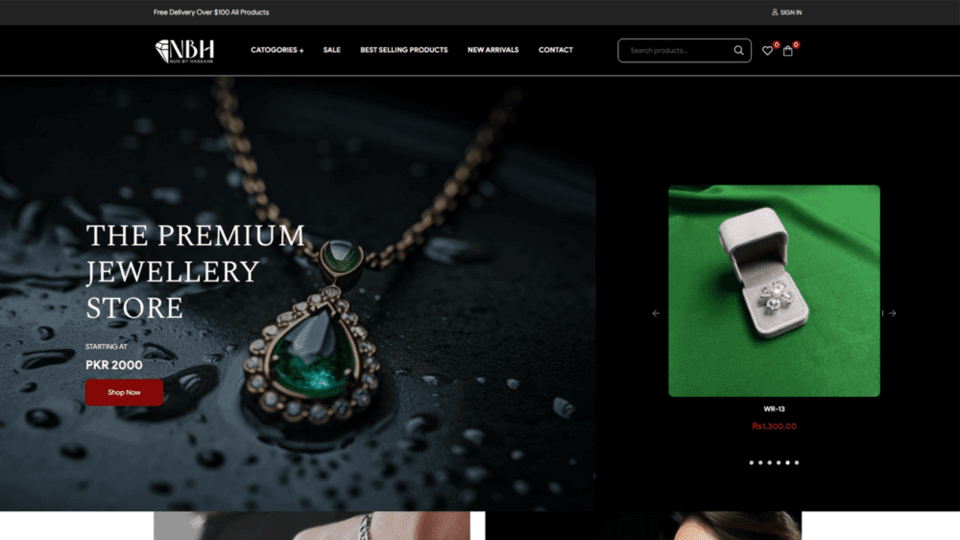 Free Delivery Over $100 All Products
SIGN IN
NBH
NUG BY HASSAAN
CATOGORIES +
SALE
BEST SELLING PRODUCTS
NEW ARRIVALS
CONTACT
Search products...
0
0
THE PREMIUM
JEWELLERY
STORE
STARTING AT
PKR 2000
Shop Now
WR-13
₨1,300.00